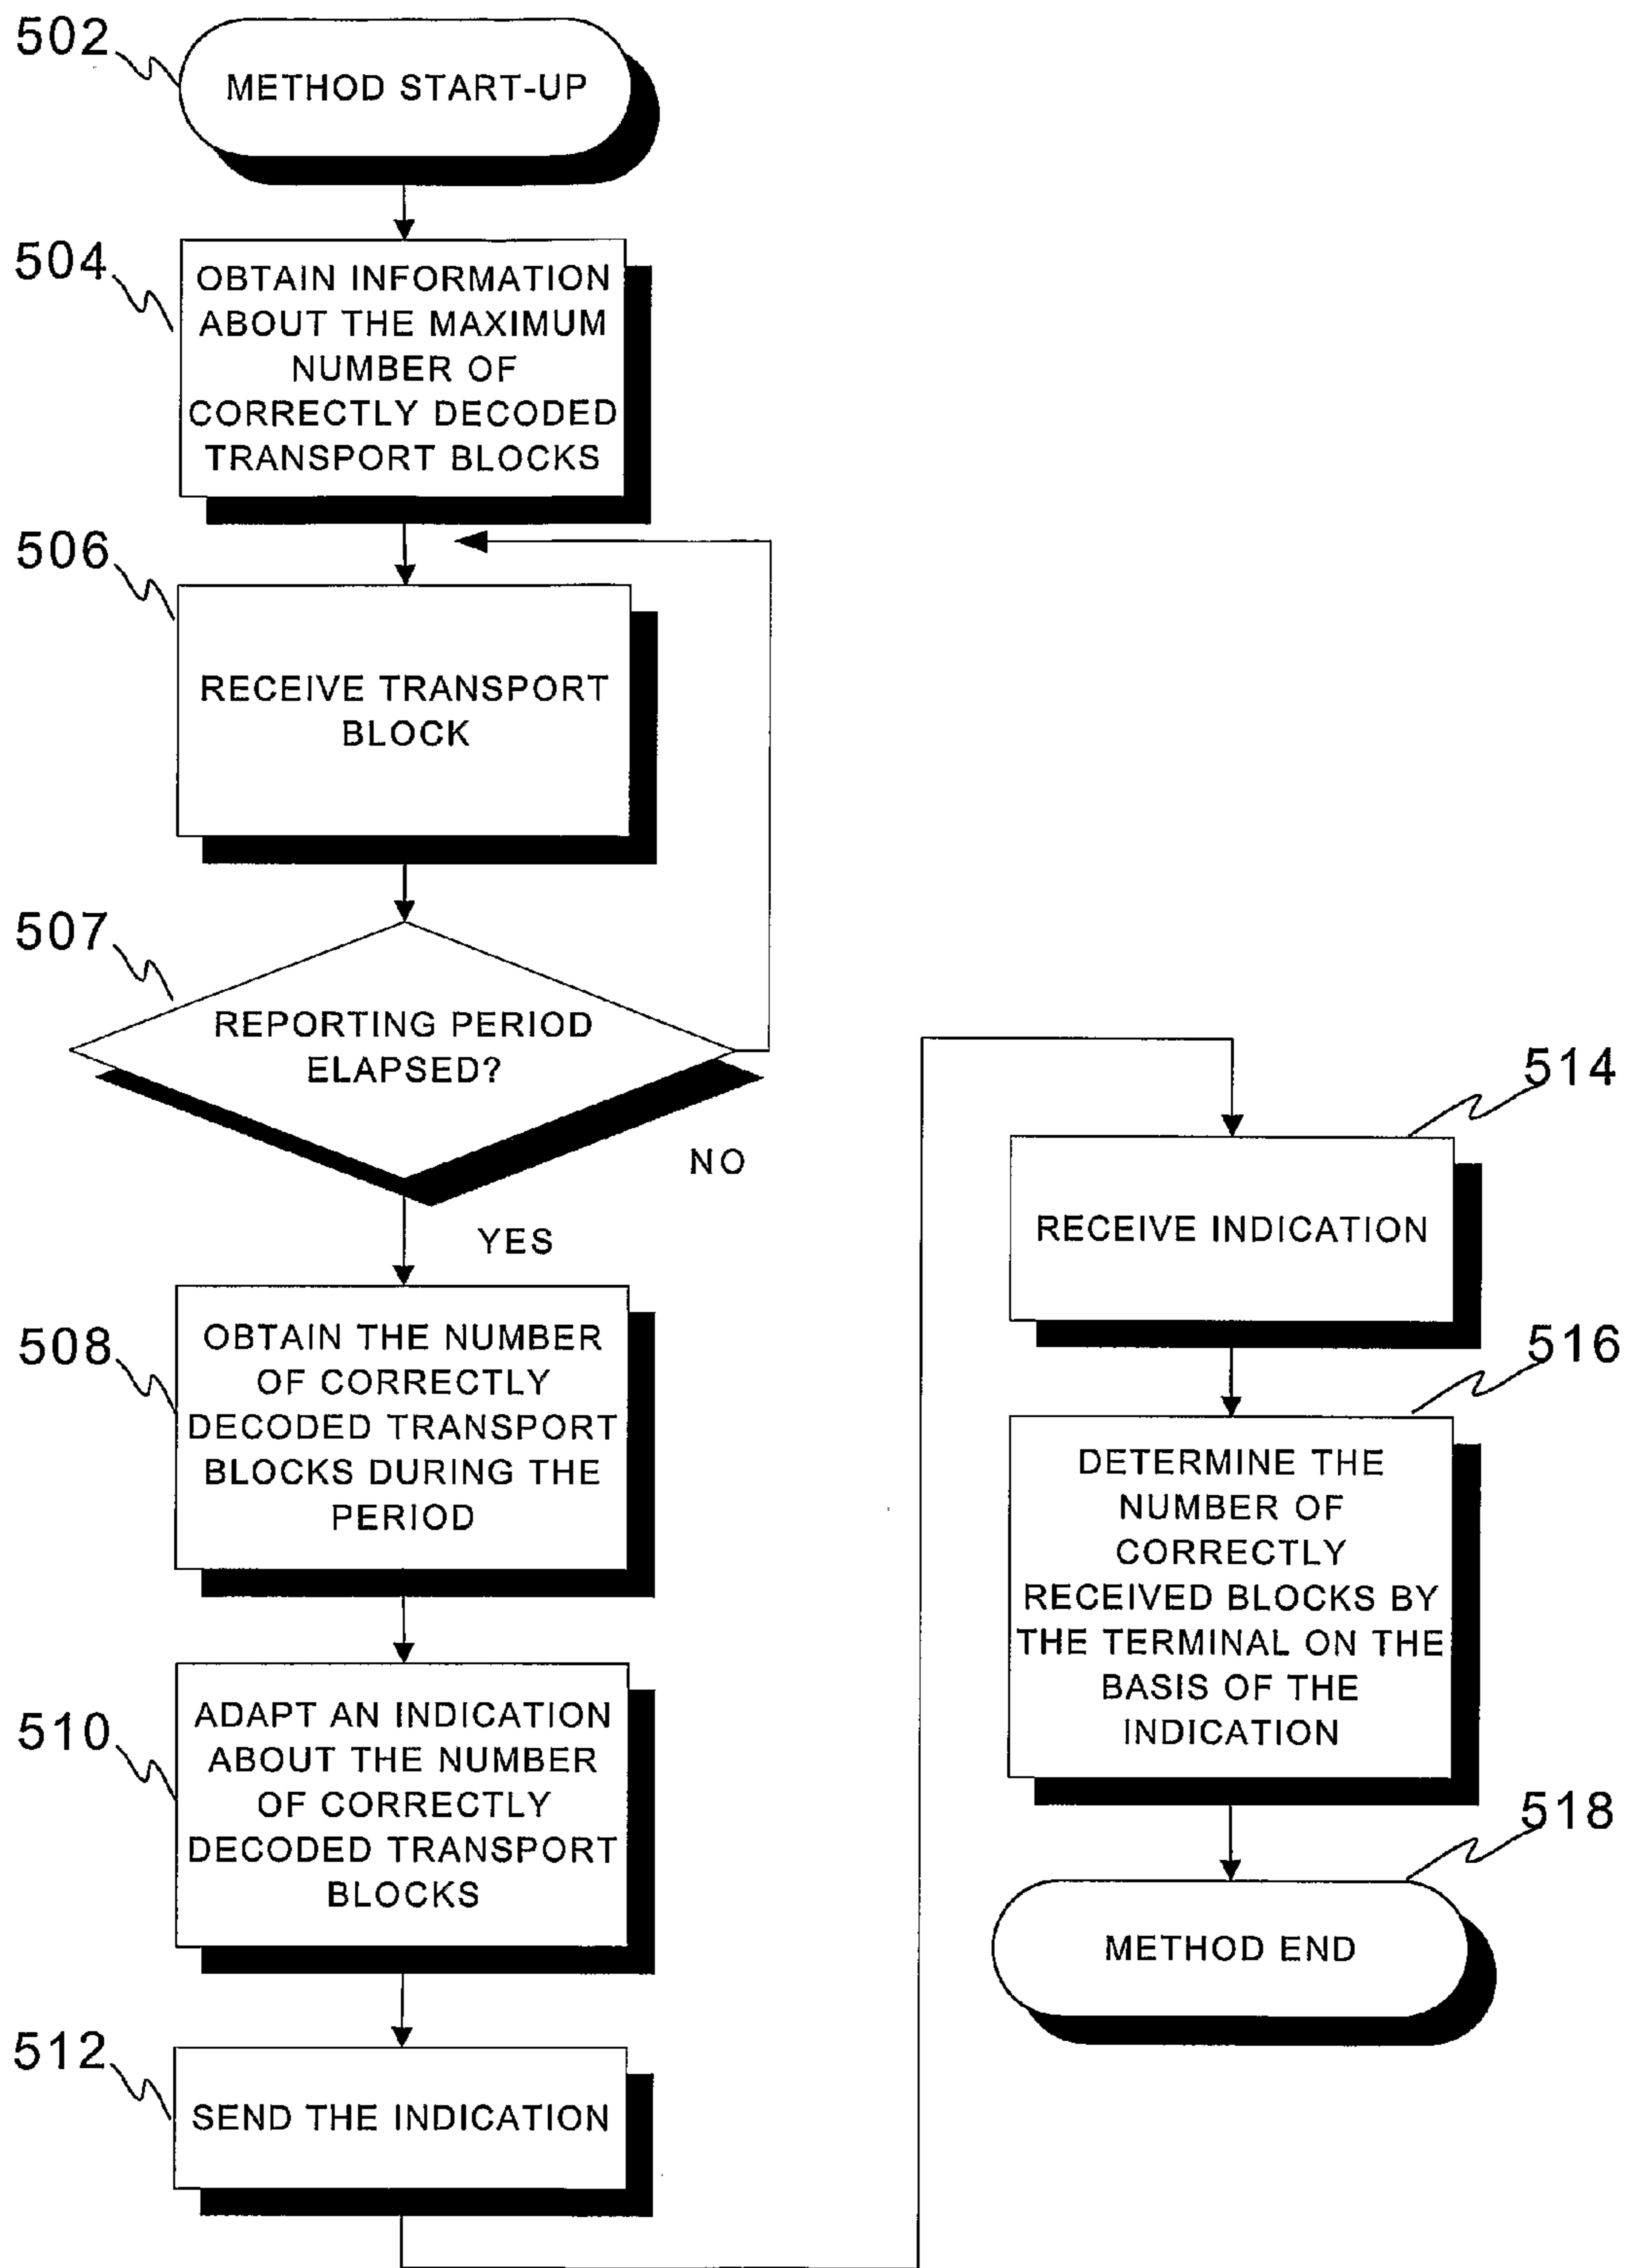 502
METHOD START-UP
504
OBTAIN INFORMATION
ABOUT THE MAXIMUM
NUMBER OF
CORRECTLY DECODED
TRANSPORT BLOCKS
506
RECEIVE TRANSPORT
BLOCK
507
REPORTING PERIOD
ELAPSED?
NO
YES
508
OBTAIN THE NUMBER
OF CORRECTLY
DECODED TRANSPORT
BLOCKS DURING THE
PERIOD
510
ADAPT AN INDICATION
ABOUT THE NUMBER
OF CORRECTLY
DECODED TRANSPORT
BLOCKS
512
SEND THE INDICATION
514
RECEIVE INDICATION
516
DETERMINE THE
NUMBER OF
CORRECTLY
RECEIVED BLOCKS BY
THE TERMINAL ON THE
BASIS OF THE
INDICATION
518
METHOD END